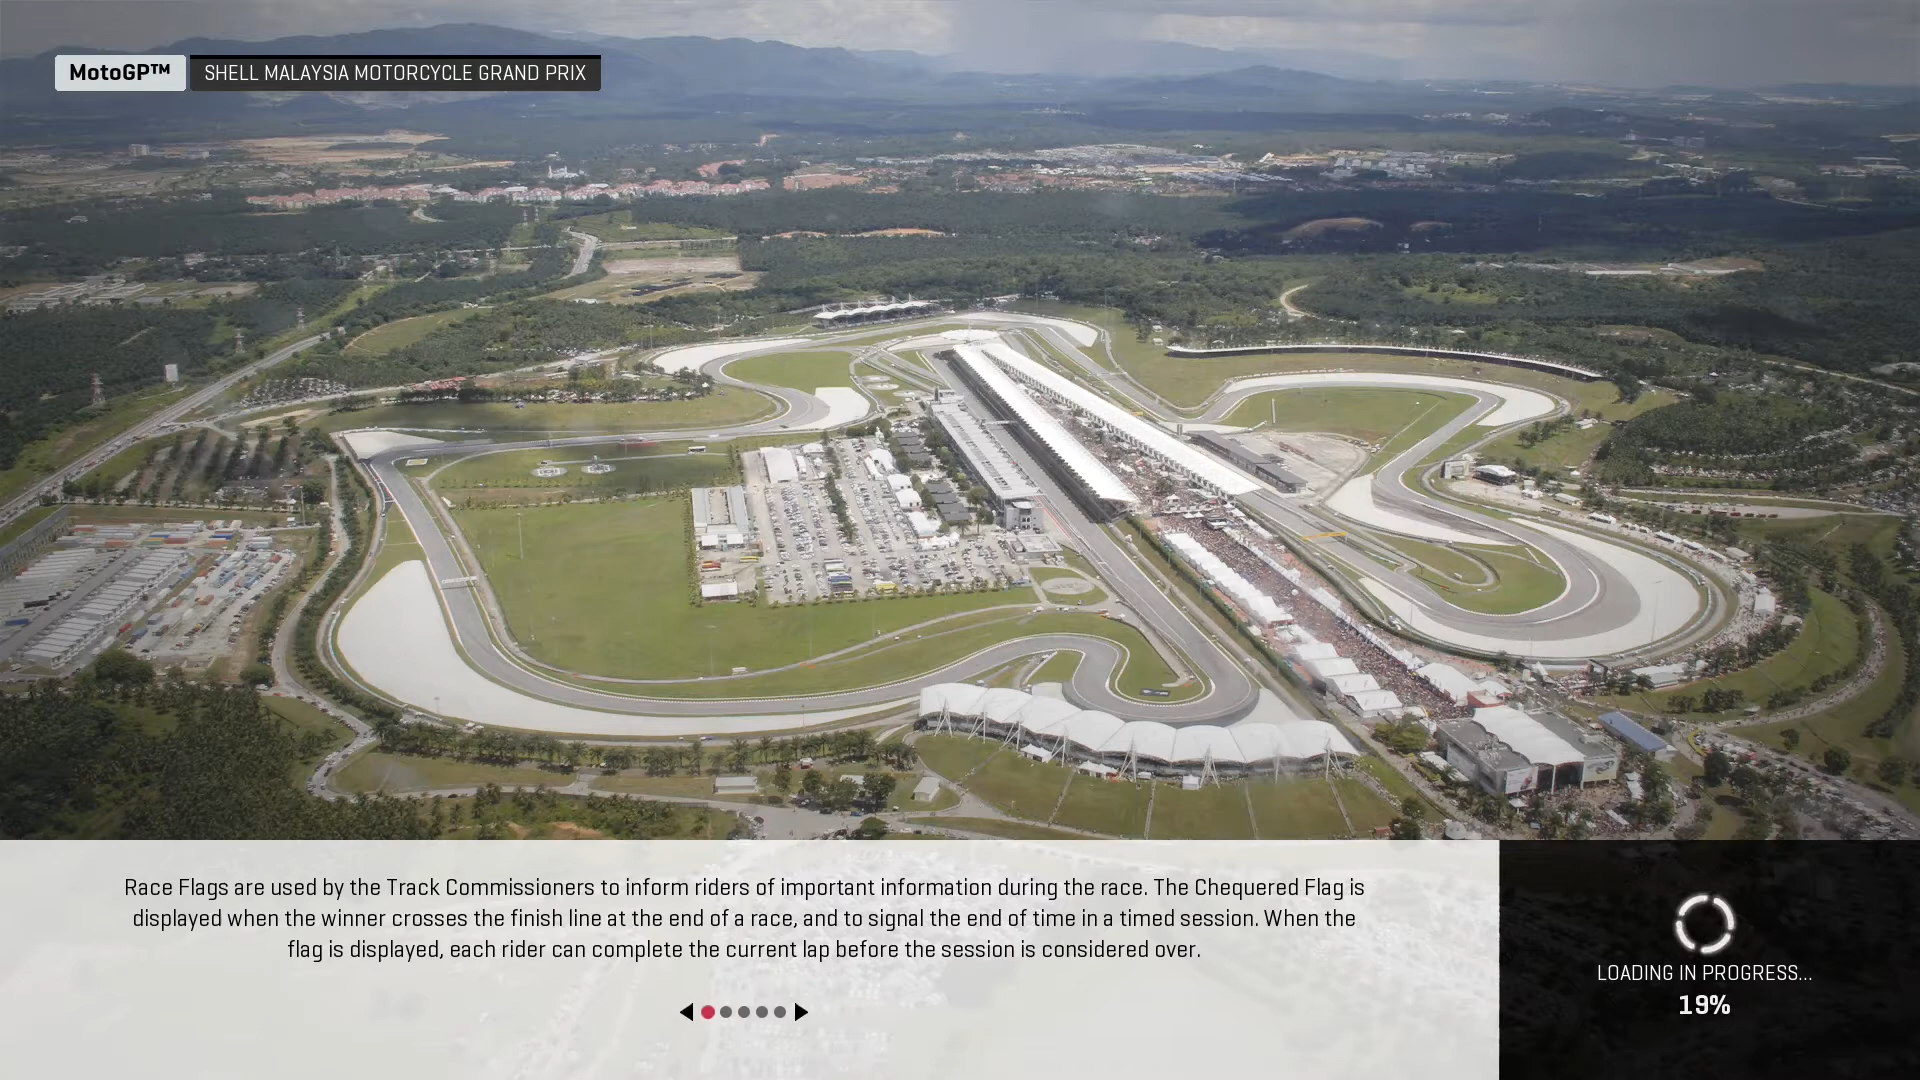 MotoGP™
SHELL MALAYSIA MOTORCYCLE GRAND PRIX
Race Flags are used by the Track Commissioners to inform riders of important information during the race. The Chequered Flag is
displayed when the winner crosses the finish line at the end of a race, and to signal the end of time in a timed session. When the
flag is displayed, each rider can complete the current lap before the session is considered over.
LOADING IN PROGRESS...
19%